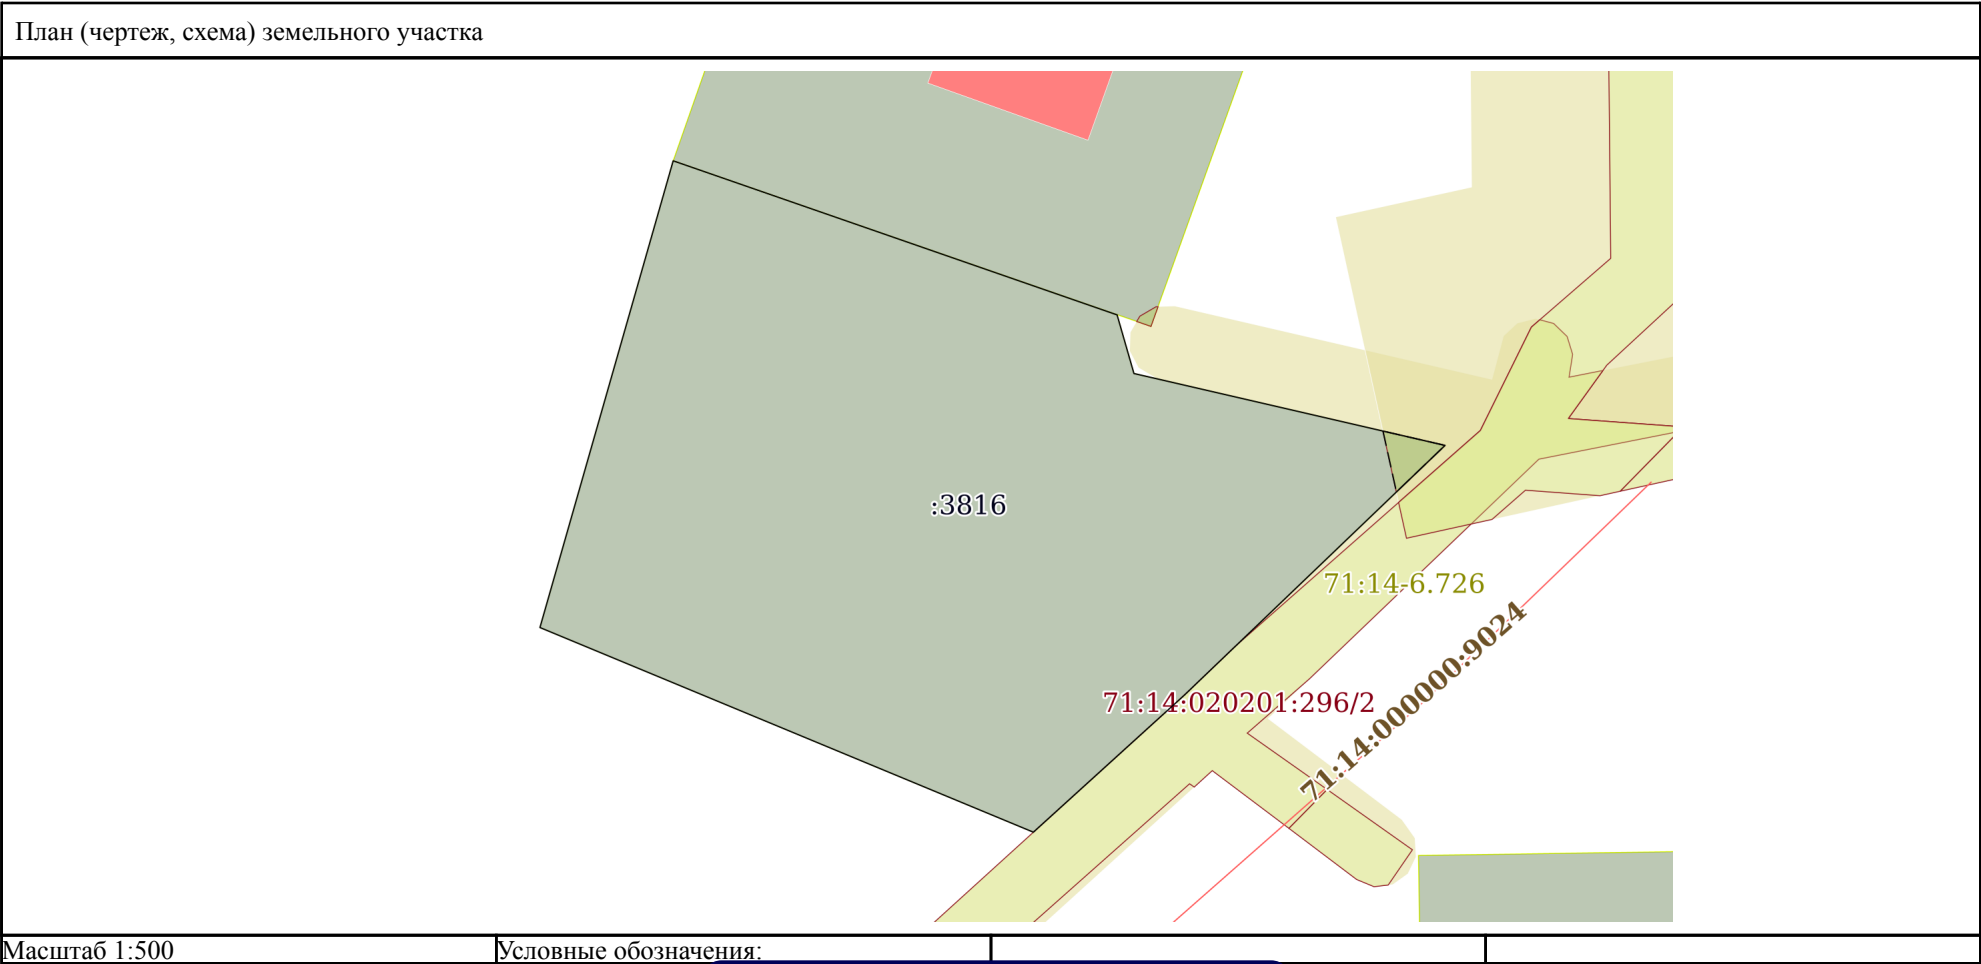 План (чертеж, схема) земельного участка
:3816
71:14-6.726
71:14:000000:9024
71:14:020201:296/2
Масштаб 1:500
Условные обозначения: